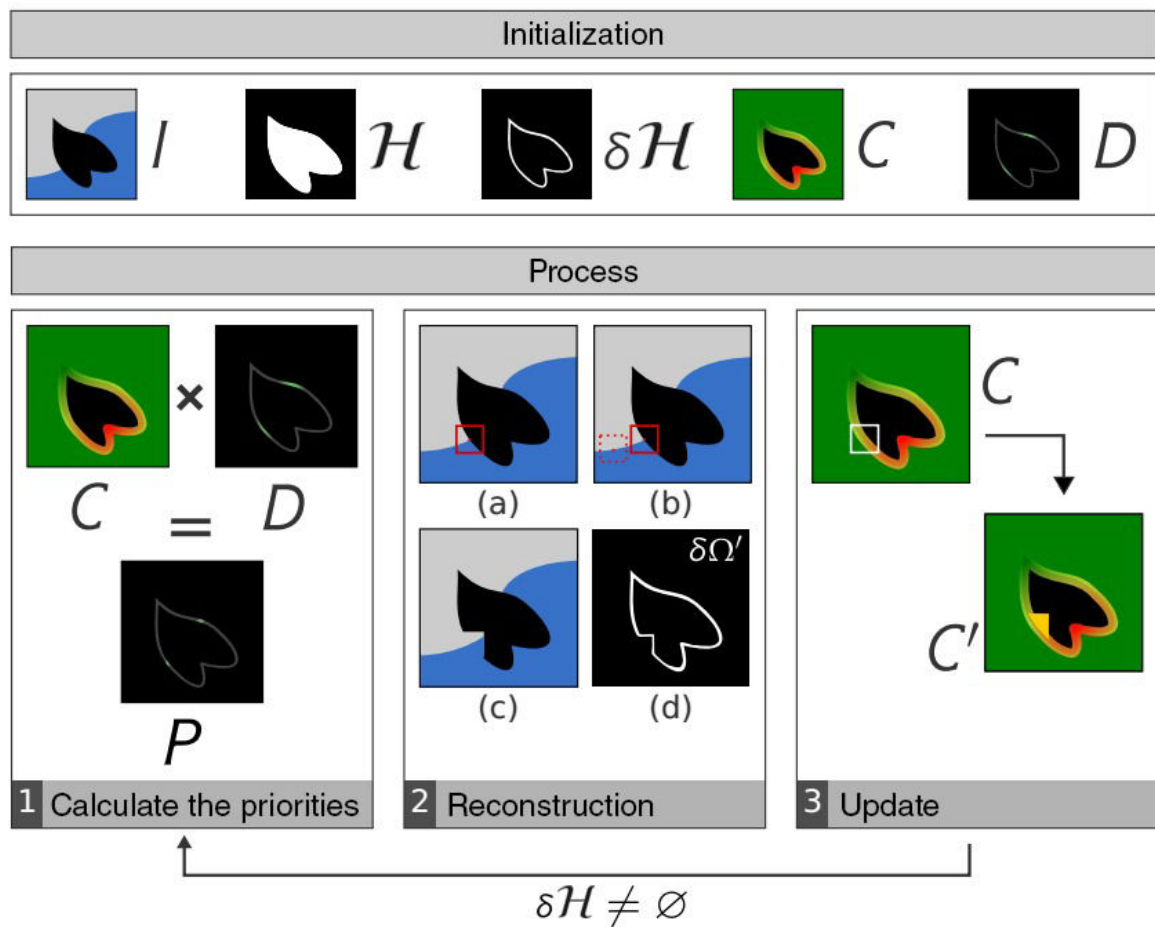 Initialization
I
ℋ
δℋ
C
D
Process
C × D
=
P
1 Calculate the priorities
(a)
(b)
(c)
δΩ′
(d)
2 Reconstruction
C
C′
3 Update
δℋ ≠ ∅